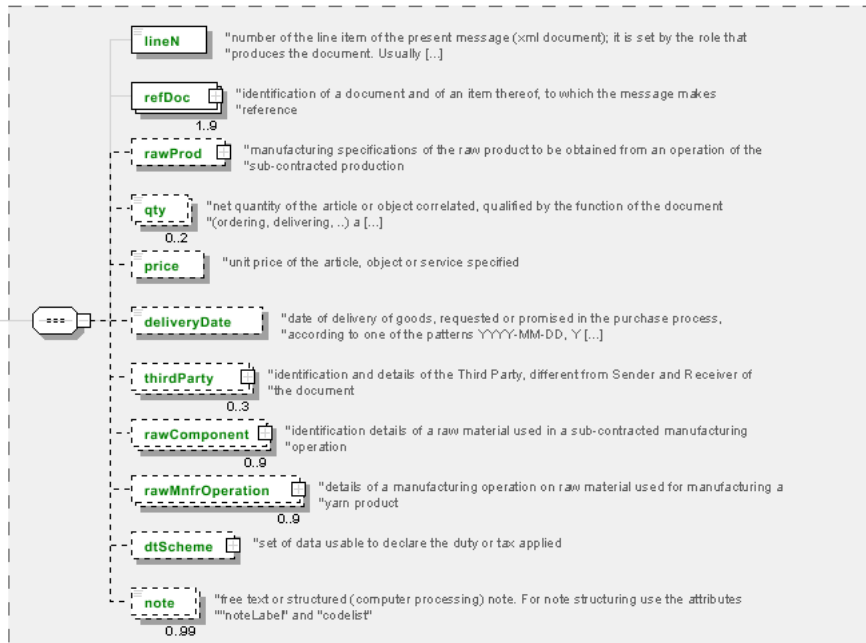 lineN
"number of the line item of the present message (xml document); it is set by the role that
"produces the document. Usually [...]
refDoc
1..9
"identification of a document and of an item thereof, to which the message makes
"reference
rawProd
"manufacturing specifications of the raw product to be obtained from an operation of the
"sub-contracted production
qty
0..2
"net quantity of the article or object correlated, qualified by the function of the document
"(ordering, delivering, ..) a [...]
price
"unit price of the article, object or service specified
deliveryDate
"date of delivery of goods, requested or promised in the purchase process,
"according to one of the patterns YYYY-MM-DD, Y [...]
thirdParty
0..3
"identification and details of the Third Party, different from Sender and Receiver of
"the document
rawComponent
0..9
"identification details of a raw material used in a sub-contracted manufacturing
"operation
rawMnfrOperation
0..9
"details of a manufacturing operation on raw material used for manufacturing a
"yarn product
dtScheme
"set of data usable to declare the duty or tax applied
note
0..99
"free text or structured (computer processing) note. For note structuring use the attributes
""noteLabel" and "codelist"